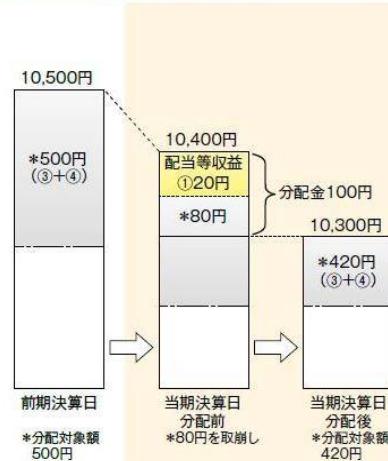 10,500円
*500円
(③+④)
10,400円
配当等収益
①20円
*80円
分配金100円
10,300円
*420円
(③+④)
前期決算日
*分配対象額
500円
当期決算日
分配前
*80円を取崩し
当期決算日
分配後
*分配対象額
420円